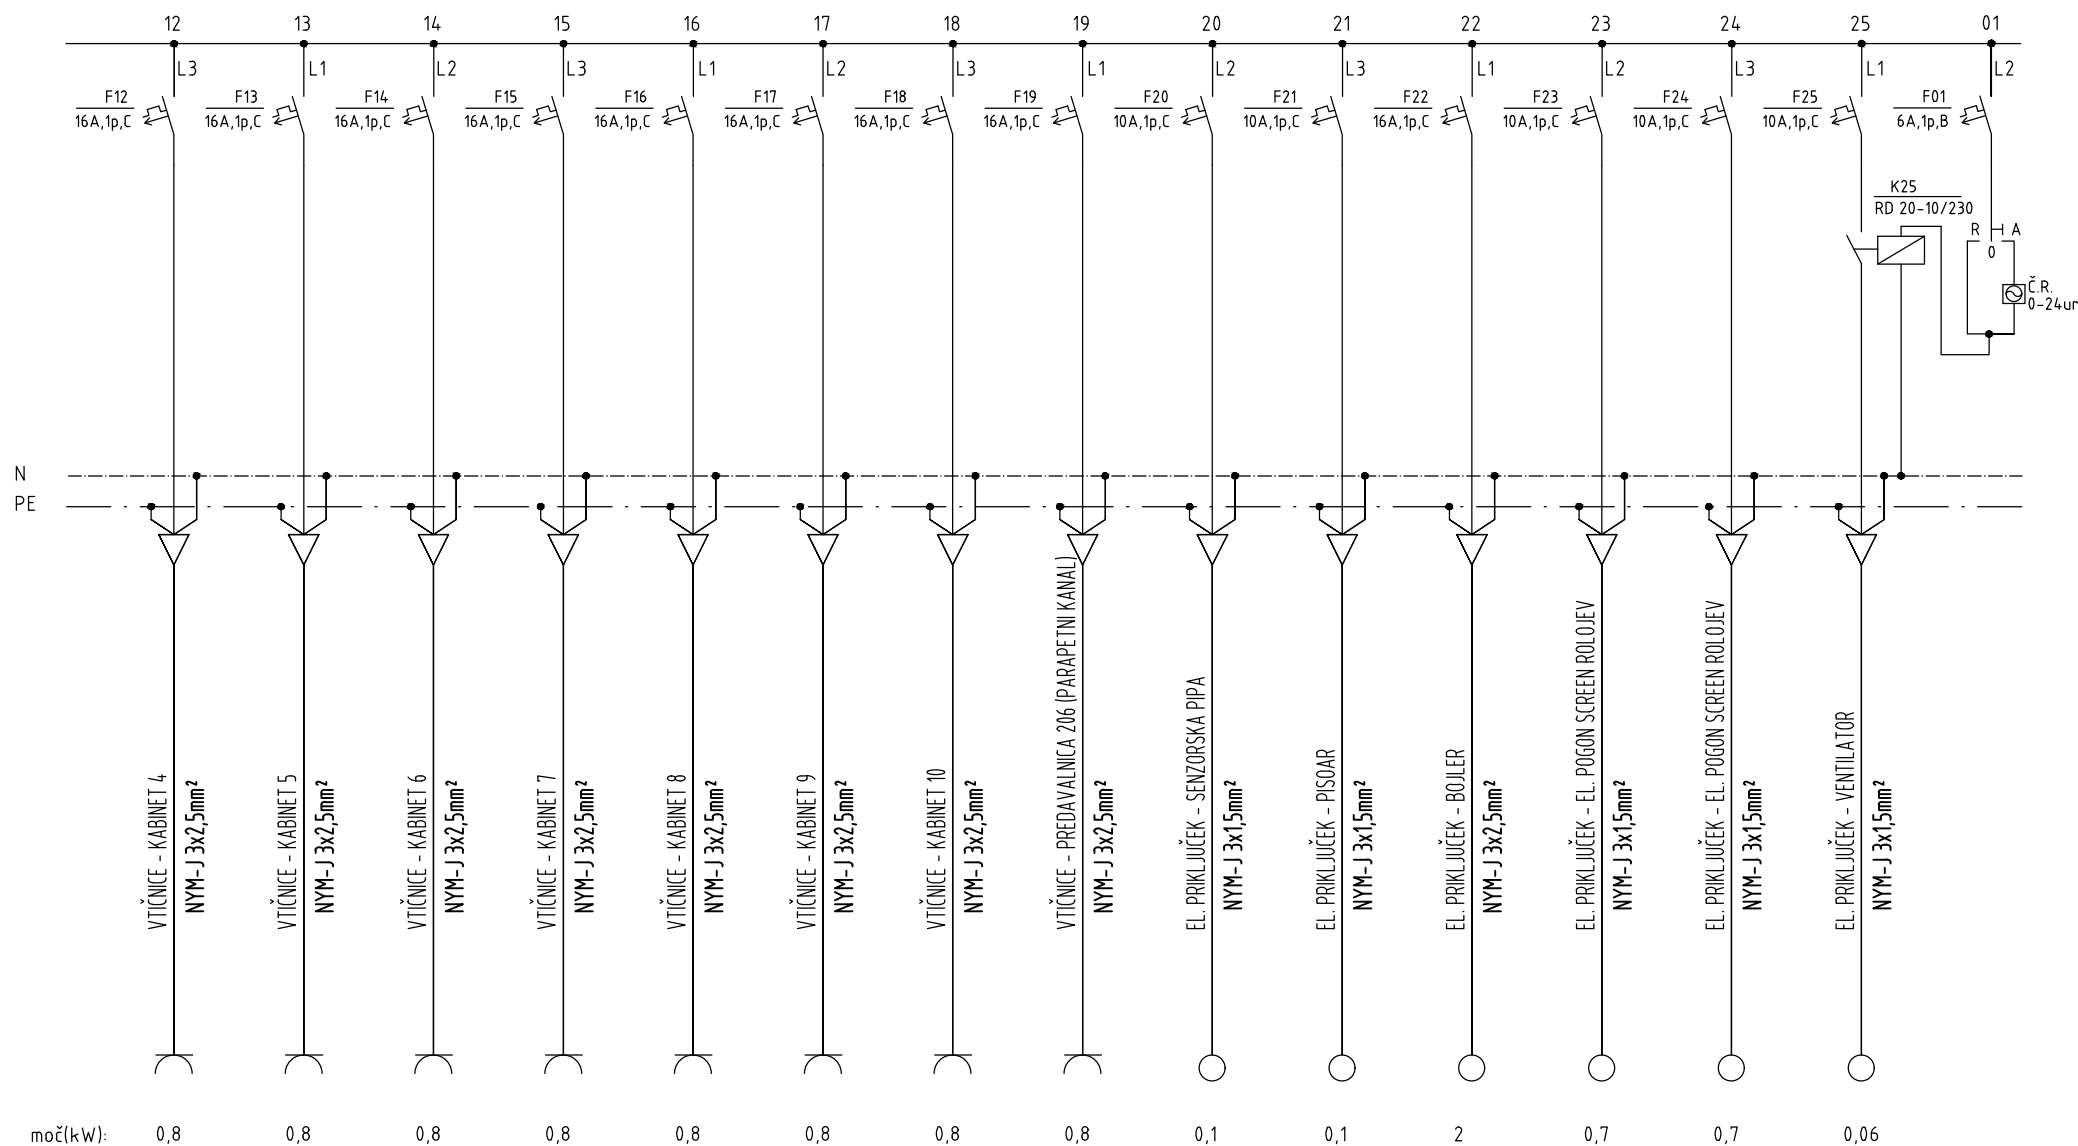 12 13 14 15 16 17 18 19 20 21 22 23 24 25 01
L3 L1 L2 L3 L1 L2 L3 L1 L2 L3 L1 L2 L3 L1 L2
F12 F13 F14 F15 F16 F17 F18 F19 F20 F21 F22 F23 F24 F25 F01
16A,1p,C 16A,1p,C 16A,1p,C 16A,1p,C 16A,1p,C 16A,1p,C 16A,1p,C 16A,1p,C 10A,1p,C 10A,1p,C 16A,1p,C 10A,1p,C 10A,1p,C 10A,1p,C 6A,1p,B
K25
RD 20-10/230
R A
0
Č.R.
0-24ur
N
PE
VTIČNICE - KABINET 4
NYM-J 3x2,5mm²
VTIČNICE - KABINET 5
NYM-J 3x2,5mm²
VTIČNICE - KABINET 6
NYM-J 3x2,5mm²
VTIČNICE - KABINET 7
NYM-J 3x2,5mm²
VTIČNICE - KABINET 8
NYM-J 3x2,5mm²
VTIČNICE - KABINET 9
NYM-J 3x2,5mm²
VTIČNICE - KABINET 10
NYM-J 3x2,5mm²
VTIČNICE - PREDAVALNICA 206 (PARAPETNI KANAL)
NYM-J 3x2,5mm²
EL. PRIKLJUČEK - SENZORSKA PIPA
NYM-J 3x1,5mm²
EL. PRIKLJUČEK - PISOAR
NYM-J 3x1,5mm²
EL. PRIKLJUČEK - BOJLER
NYM-J 3x2,5mm²
EL. PRIKLJUČEK - EL. POGON SCREEN ROLOJEV
NYM-J 3x1,5mm²
EL. PRIKLJUČEK - EL. POGON SCREEN ROLOJEV
NYM-J 3x1,5mm²
EL. PRIKLJUČEK - VENTILATOR
NYM-J 3x1,5mm²
moč(kW): 0,8 0,8 0,8 0,8 0,8 0,8 0,8 0,8 0,1 0,1 2 0,7 0,7 0,06